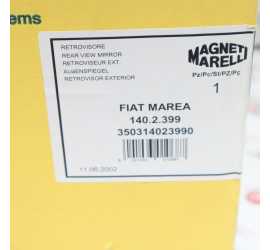 ems
RETROVISORE
REAR VIEW MIRROR
RETROVISEUR EXT.
AUßENSPIEGEL
RETROVISOR EXTERIOR
MAGNETI
MARELLI
Pz/Pc/St/PZ/Pç
1
FIAT MAREA
140.2.399
350314023990
11.06.2002